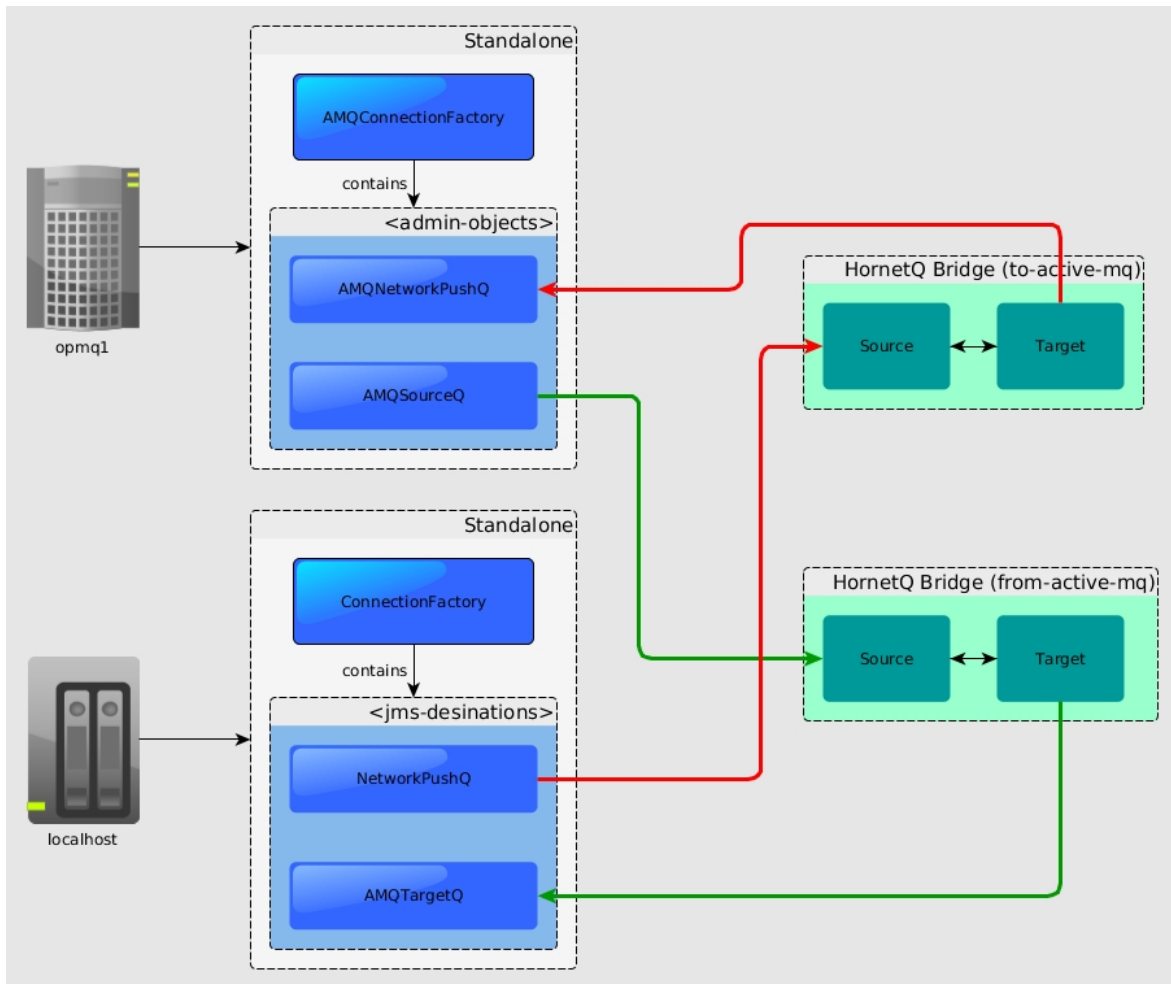 Standalone
AMQConnectionFactory
contains
<admin-objects>
AMQNetworkPushQ
AMQSourceQ
opmq1
HornetQ Bridge (to-active-mq)
Source
Target
Standalone
ConnectionFactory
contains
<jms-desinations>
NetworkPushQ
AMQTargetQ
localhost
HornetQ Bridge (from-active-mq)
Source
Target